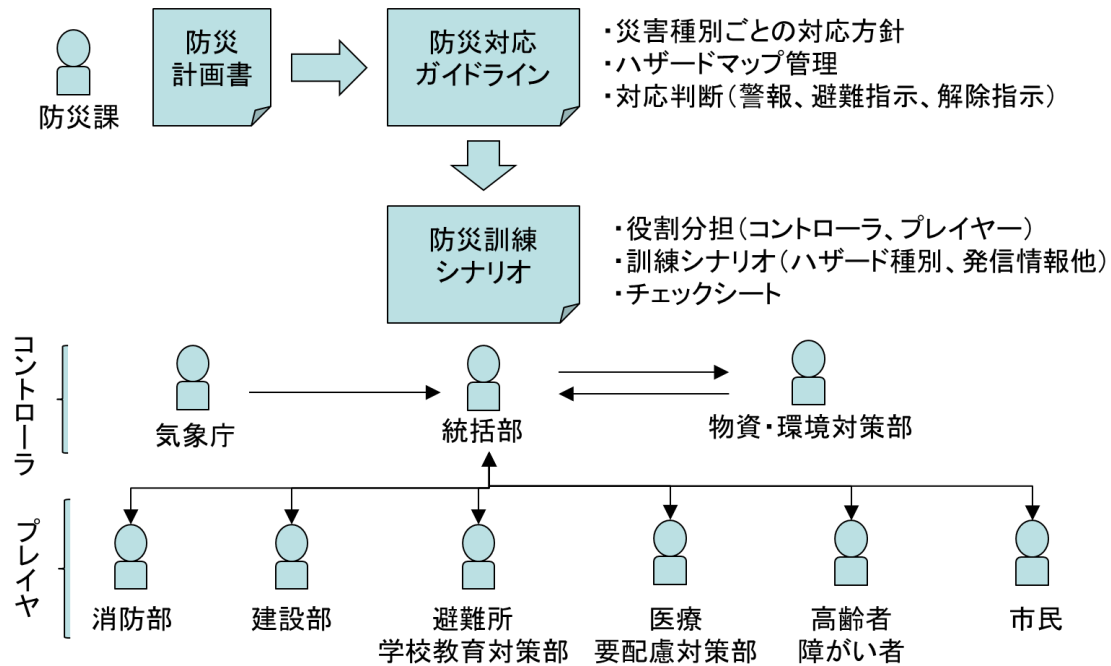 防災課
防災
計画書
防災対応
ガイドライン
・災害種別ごとの対応方針
・ハザードマップ管理
・対応判断（警報、避難指示、解除指示）
防災訓練
シナリオ
・役割分担（コントローラ、プレイヤー）
・訓練シナリオ（ハザード種別、発信情報他）
・チェックシート
コントローラ
気象庁
統括部
物資・環境対策部
プレイヤ
消防部
建設部
避難所
学校教育対策部
医療
要配慮対策部
高齢者
障がい者
市民